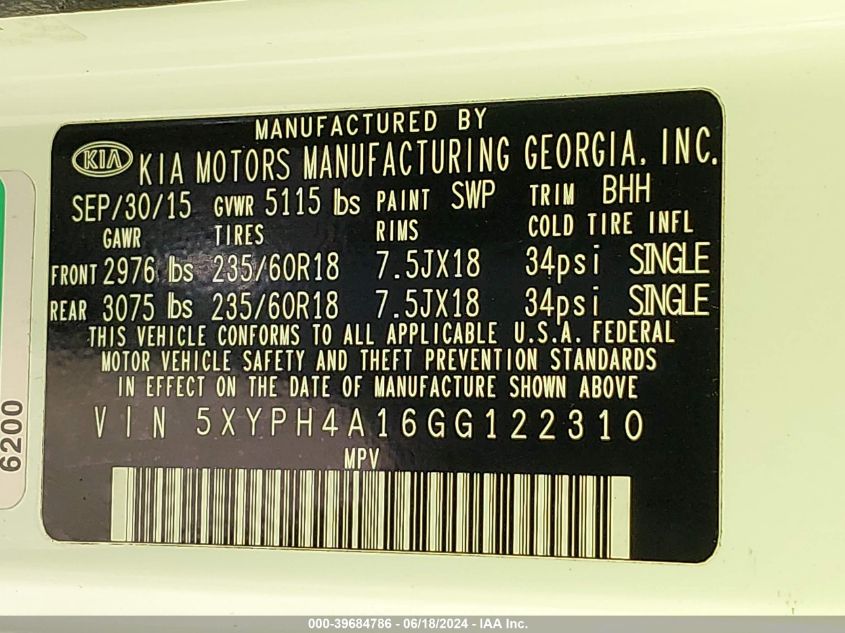 MANUFACTURED BY
KIA KIA MOTORS MANUFACTURING GEORGIA, INC.
SEP/30/15 GVWR 5115 lbs PAINT SWP TRIM BHH
GAWR TIRES RIMS COLD TIRE INFL
FRONT 2976 lbs 235/60R18 7.5JX18 34psi SINGLE
REAR 3075 lbs 235/60R18 7.5JX18 34psi SINGLE
THIS VEHICLE CONFORMS TO ALL APPLICABLE U.S.A. FEDERAL
MOTOR VEHICLE SAFETY AND THEFT PREVENTION STANDARDS
IN EFFECT ON THE DATE OF MANUFACTURE SHOWN ABOVE
VIN 5XYPH4A16GG122310
MPV
6200
000-39684786 - 06/18/2024 - IAA Inc.